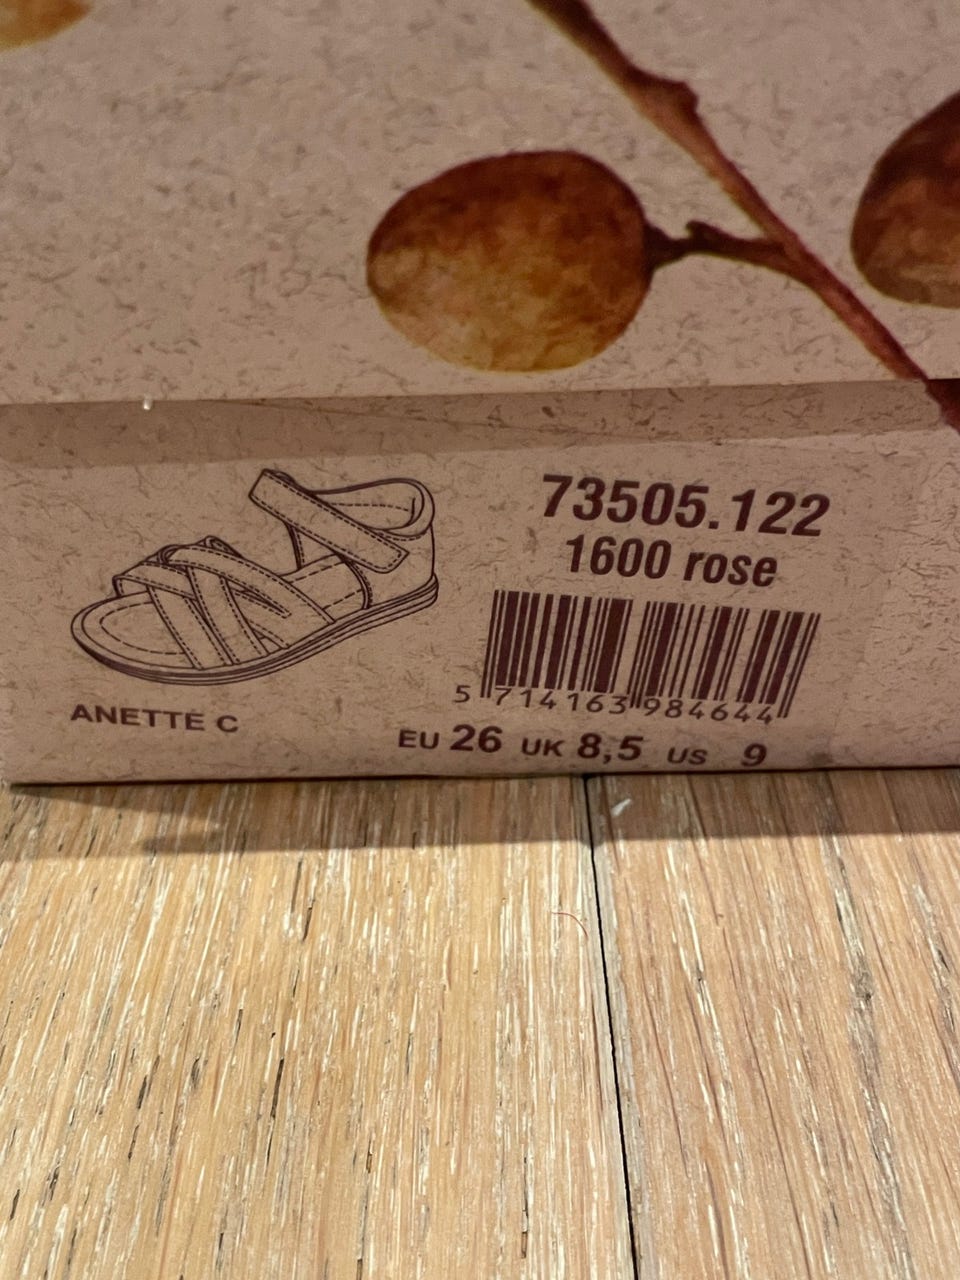 73505.122
1600 rose
5 714163 984644
ANETTE C
EU 26 UK 8,5 US 9